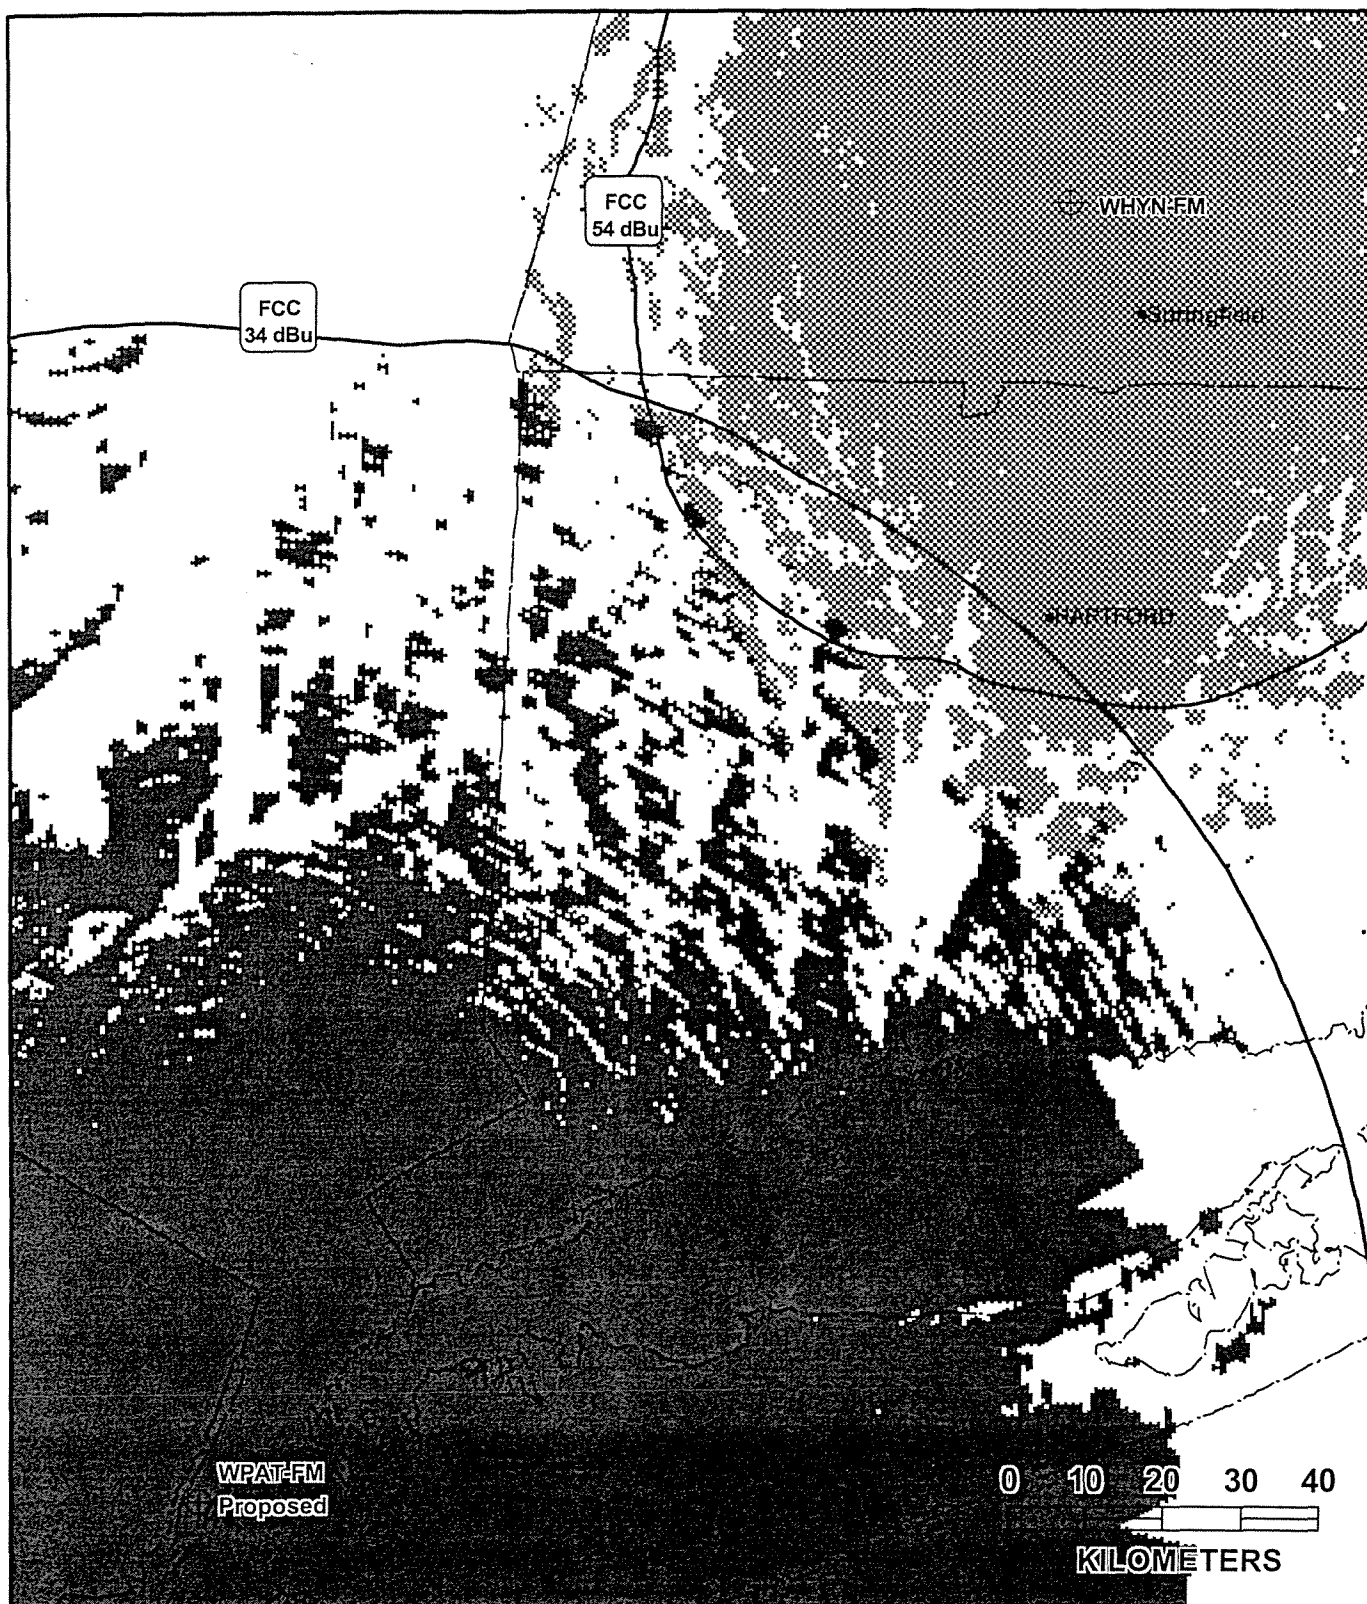 FCC
54 dBu
WHYN-FM
FCC
34 dBu
Springfield
HARTFORD
WPAT-FM
Proposed
0 10 20 30 40
KILOMETERS